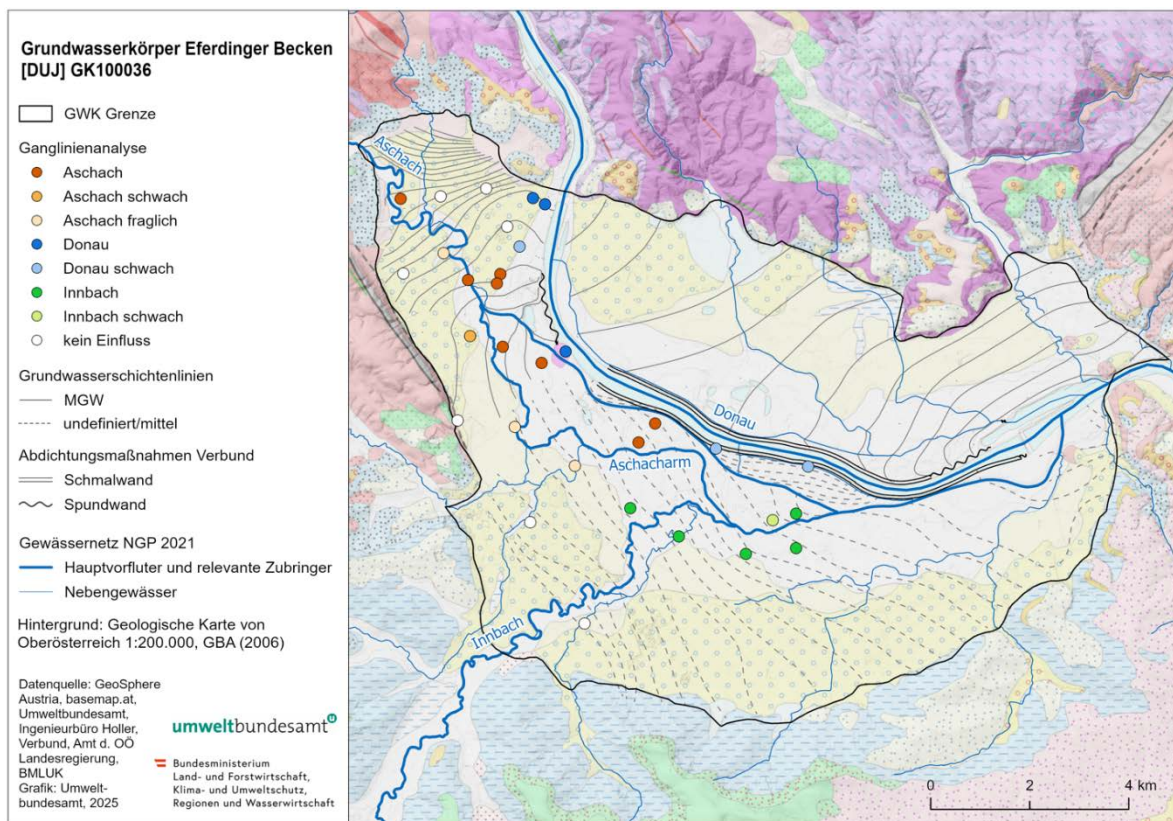 Grundwasserkörper Eferdinger Becken
[DUJ] GK100036
GWK Grenze
Ganglinienanalyse
Aschach
Aschach schwach
Aschach fraglich
Donau
Donau schwach
Innbach
Innbach schwach
kein Einfluss
Grundwasserschichtenlinien
MGW
undefiniert/mittel
Abdichtungsmaßnahmen Verbund
Schmalwand
Spundwand
Gewässernetz NGP 2021
Hauptvorfluter und relevante Zubringer
Nebengewässer
Hintergrund: Geologische Karte von
Oberösterreich 1:200.000, GBA (2006)
Datenquelle: GeoSphere
Austria, basemap.at,
Umweltbundesamt,
Ingenieurbüro Holler,
Verbund, Amt d. OÖ
Landesregierung,
BMLUK
Grafik: Umwelt-
bundesamt, 2025
umweltbundesamt
u
Bundesministerium
Land- und Forstwirtschaft,
Klima- und Umweltschutz,
Regionen und Wasserwirtschaft
Aschach
Donau
Aschacharm
Innbach
0 2 4 km